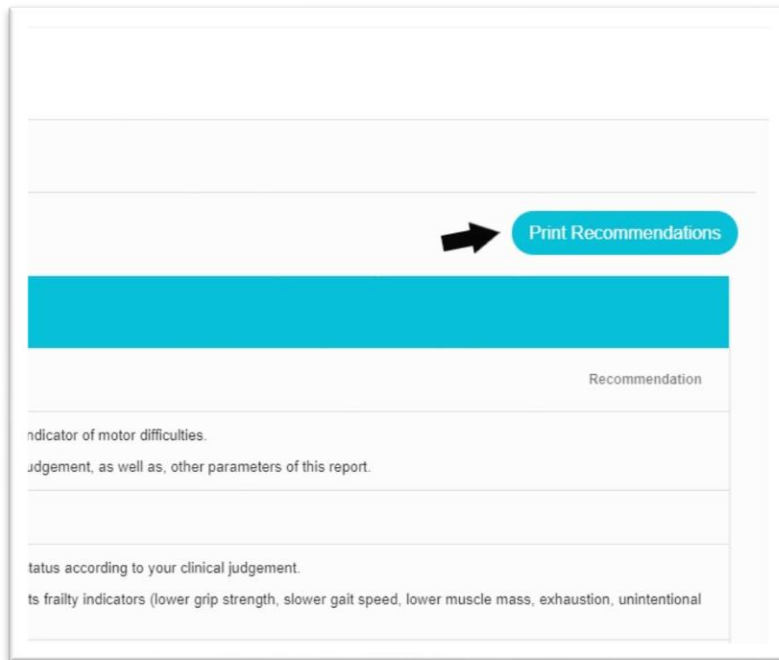 Print Recommendations
Recommendation
ndicator of motor difficulties.
udgement, as well as, other parameters of this report.
tatus according to your clinical judgement.
ts frailty indicators (lower grip strength, slower gait speed, lower muscle mass, exhaustion, unintentional